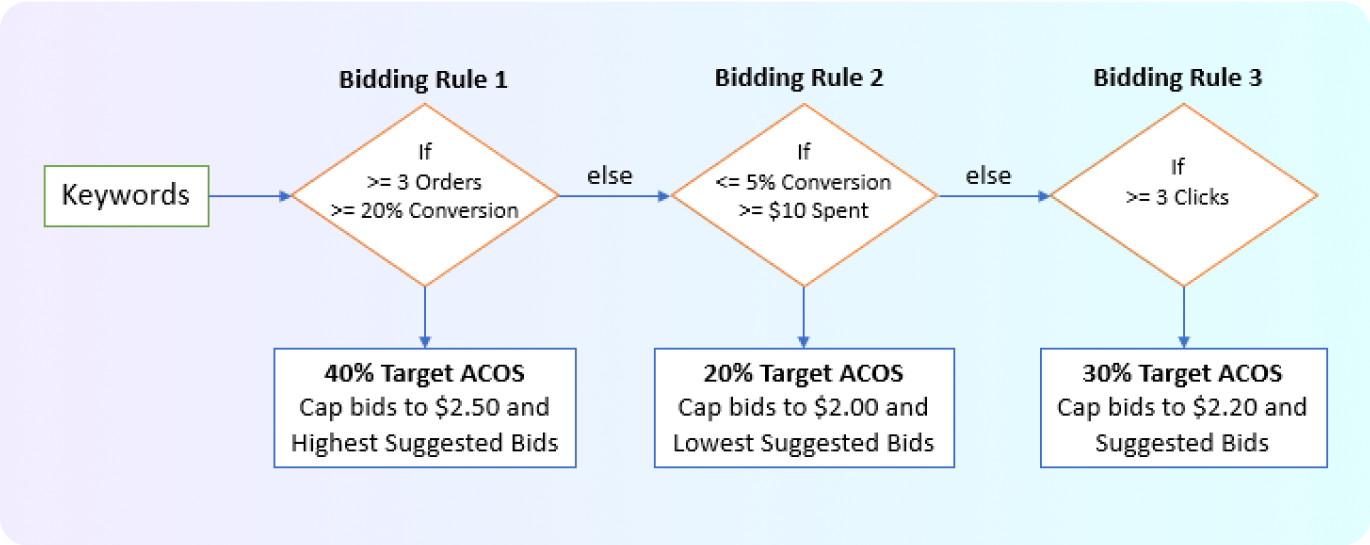 Keywords
Bidding Rule 1
If
>= 3 Orders
>= 20% Conversion
40% Target ACOS
Cap bids to $2.50 and
Highest Suggested Bids
else
Bidding Rule 2
If
<= 5% Conversion
>= $10 Spent
20% Target ACOS
Cap bids to $2.00 and
Lowest Suggested Bids
else
Bidding Rule 3
If
>= 3 Clicks
30% Target ACOS
Cap bids to $2.20 and
Suggested Bids